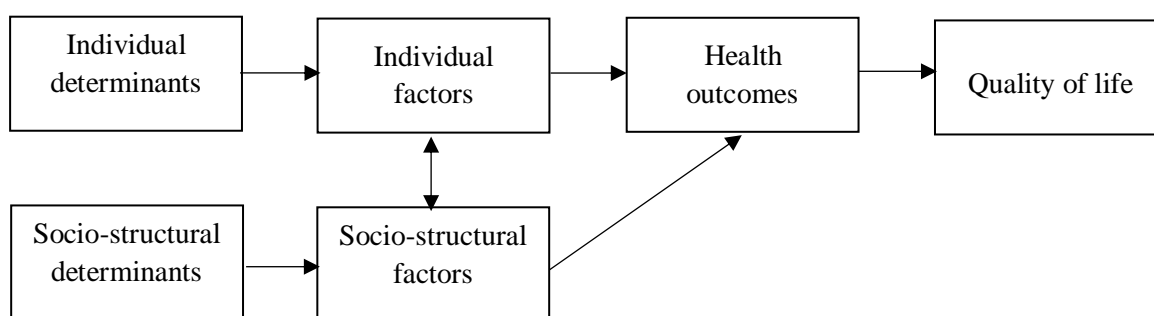 Individual
determinants
Individual
factors
Health
outcomes
Quality of life
Socio-structural
determinants
Socio-structural
factors